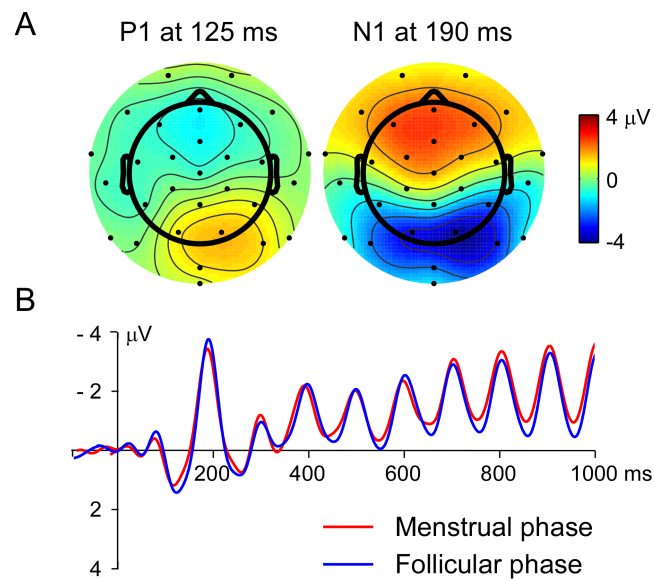 A
P1 at 125 ms
N1 at 190 ms
4 μV
0
-4
B
- 4
μV
- 2
200
400
600
800
1000 ms
2
4
Menstrual phase
Follicular phase